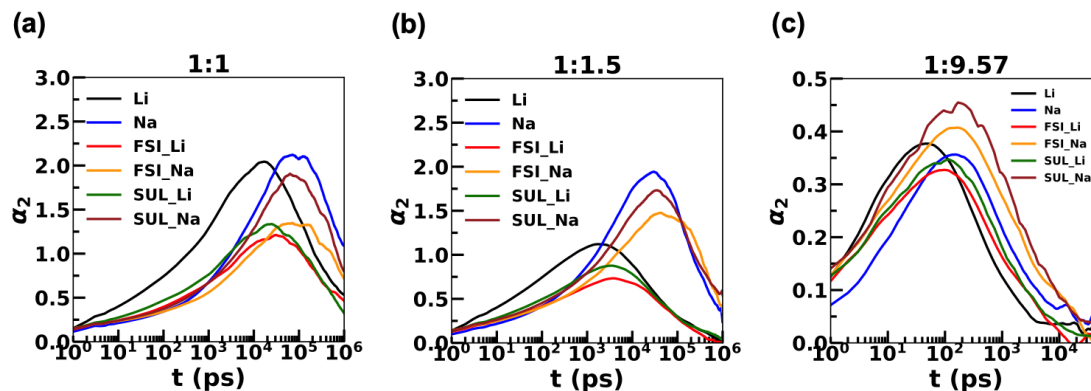 (a)
1:1
3.0
2.5
2.0
1.5
1.0
0.5
0.0
α2
Li
Na
FSI_Li
FSI_Na
SUL_Li
SUL_Na
10^0 10^1 10^2 10^3 10^4 10^5 10^6
t (ps)
(b)
1:1.5
3.0
2.5
2.0
1.5
1.0
0.5
0.0
α2
Li
Na
FSI_Li
FSI_Na
SUL_Li
SUL_Na
10^0 10^1 10^2 10^3 10^4 10^5 10^6
t (ps)
(c)
1:9.57
0.5
0.4
0.3
0.2
0.1
0.0
α2
Li
Na
FSI_Li
FSI_Na
SUL_Li
SUL_Na
10^0 10^1 10^2 10^3 10^4
t (ps)